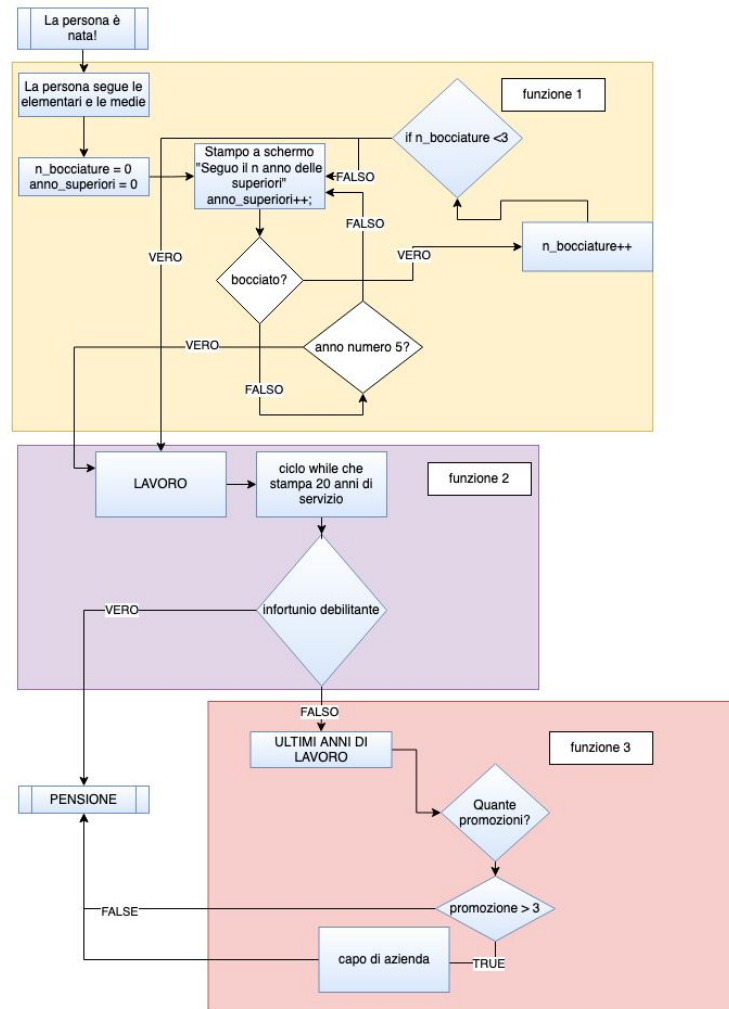 La persona è
nata!
La persona segue le
elementari e le medie
funzione 1
if n_bocciature <3
n_bocciature = 0
anno_superiori = 0
Stampo a schermo
"Seguo il n anno delle
superiori"
anno_superiori++;
FALSO
FALSO
VERO
bocciato?
VERO
n_bocciature++
VERO
anno numero 5?
FALSO
LAVORO
ciclo while che
stampa 20 anni di
servizio
funzione 2
infortunio debilitante
VERO
FALSO
ULTIMI ANNI DI
LAVORO
funzione 3
PENSIONE
Quante
promozioni?
promozione > 3
FALSE
capo di azienda
TRUE